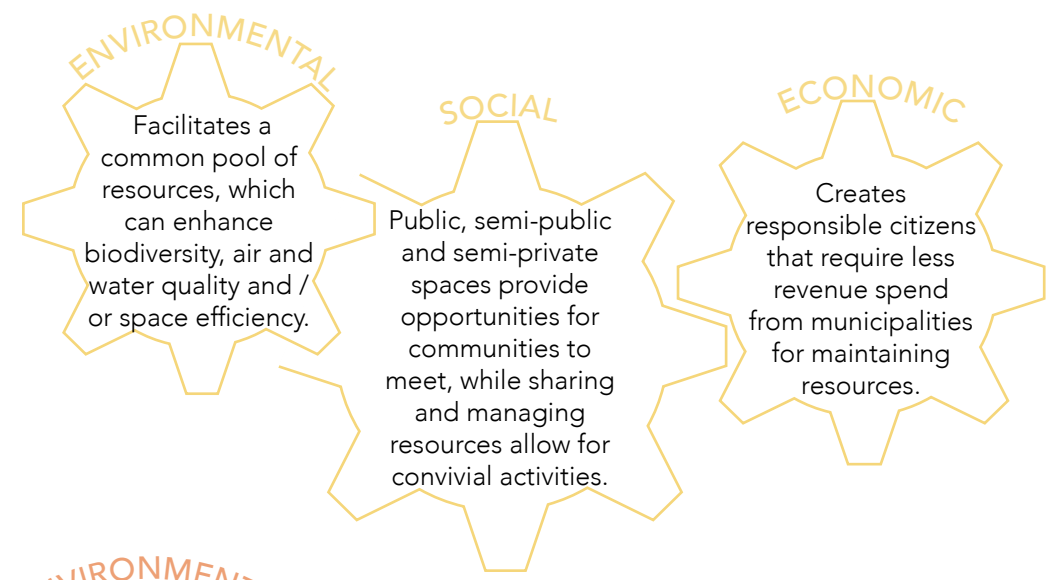 ENVIRONMENTAL
Facilitates a
common pool of
resources, which
can enhance
biodiversity, air and
water quality and /
or space efficiency.
SOCIAL
Public, semi-public
and semi-private
spaces provide
opportunities for
communities to
meet, while sharing
and managing
resources allow for
convivial activities.
ECONOMIC
Creates
responsible citizens
that require less
revenue spend
from municipalities
for maintaining
resources.